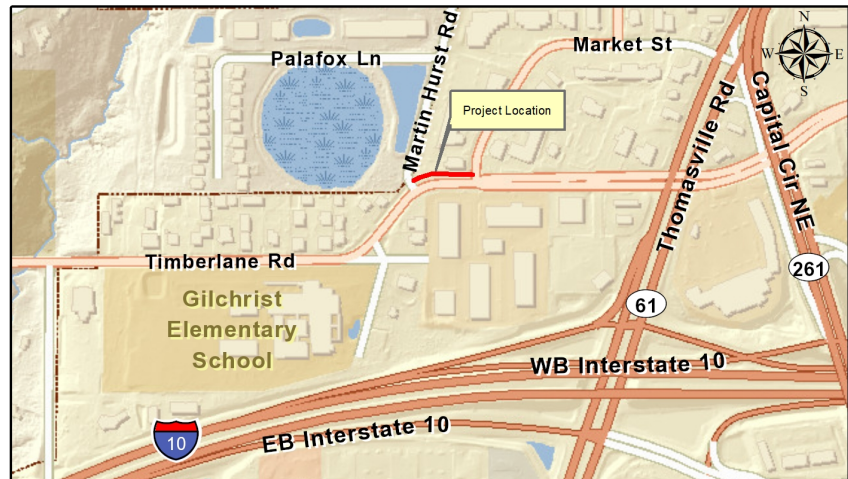 Palafox Ln
Martin Hurst Rd
Market St
N
W
E
S
Project Location
Thomasville Rd
Capital Cir NE
Timberlane Rd
261
Gilchrist
Elementary
School
61
WB Interstate 10
10
EB Interstate 10